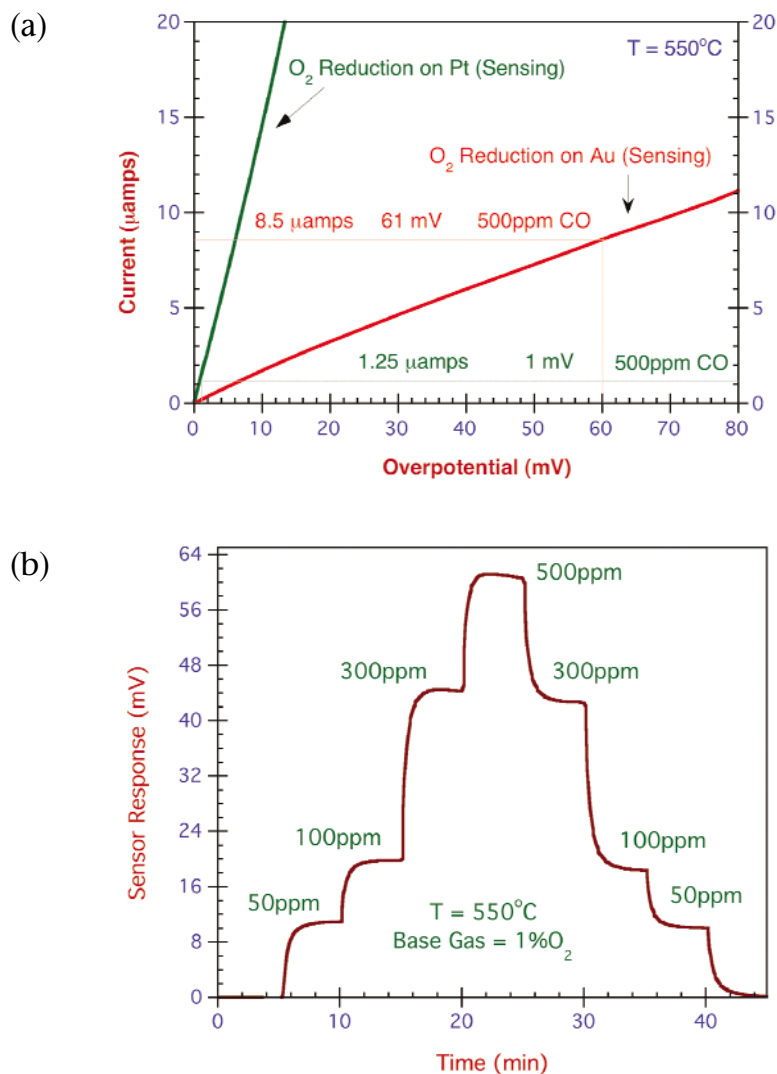 (a)
T = 550°C
O₂ Reduction on Pt (Sensing)
O₂ Reduction on Au (Sensing)
8.5 μamps 61 mV 500ppm CO
1.25 μamps 1 mV 500ppm CO
Current (μamps)
20
15
10
5
0
20
15
10
5
0
0 10 20 30 40 50 60 70 80
Overpotential (mV)
(b)
500ppm
300ppm 300ppm
100ppm 100ppm
50ppm 50ppm
T = 550°C
Base Gas = 1%O₂
Sensor Response (mV)
64
56
48
40
32
24
16
8
0
0 10 20 30 40
Time (min)